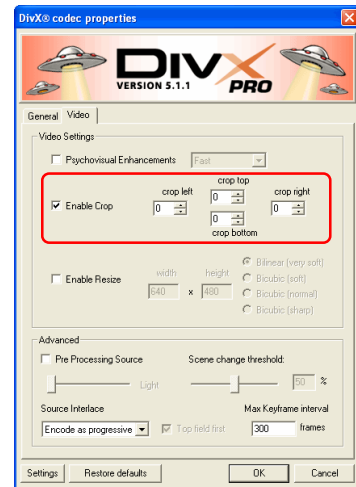 DivX® codec properties
DIVX
VERSION 5.1.1 PRO
General Video
Video Settings
Psychovisual Enhancements Fast
crop top
crop left crop right
Enable Crop 0 0 0
0
crop bottom
Enable Resize width height
640 x 480
Bilinear (very soft)
Bicubic (soft)
Bicubic (normal)
Bicubic (sharp)
Advanced
Pre Processing Source Scene change threshold:
Light 50 %
Source Interlace Max Keyframe interval
Encode as progressive Top field first 300 frames
Settings Restore defaults OK Cancel